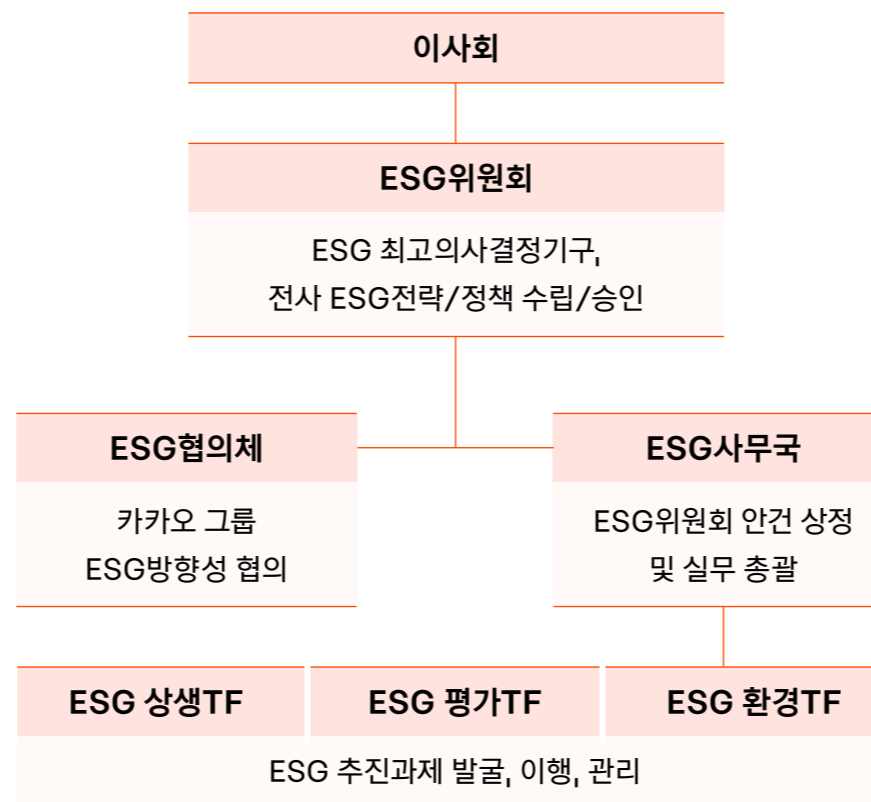 이사회
ESG위원회
ESG 최고의사결정기구,
전사 ESG전략/정책 수립/승인
ESG협의체
카카오 그룹
ESG방향성 협의
ESG사무국
ESG위원회 안건 상정
및 실무 총괄
ESG 상생TF
ESG 평가TF
ESG 환경TF
ESG 추진과제 발굴, 이행, 관리